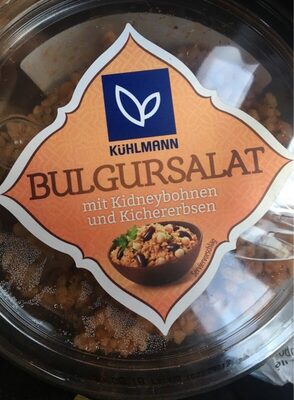 KÜHLMANN
BULGURSALAT
mit Kidneybohnen
und Kichererbsen
Serviervorschlag